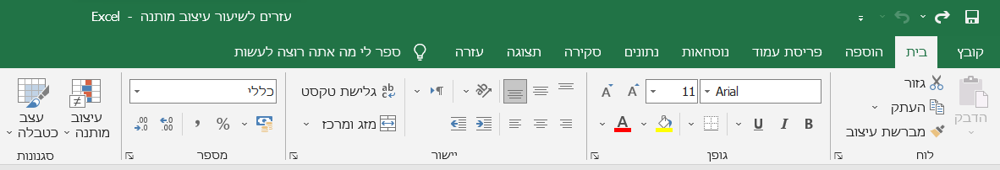 עזרים לשיעור עיצוב מותנה - Excel
קובץ בית הוספה פריסת עמוד נוסחאות נתונים סקירה תצוגה עזרה ספר לי מה אתה רוצה לעשות
הדבק
גזור
העתק
מברשת עיצוב
לוח
Arial 11
B I U A
גופן
גלישת טקסט
מזג ומרכז
יישור
כללי
מספר
עיצוב מותנה
עצב כטבלה
סגנונות